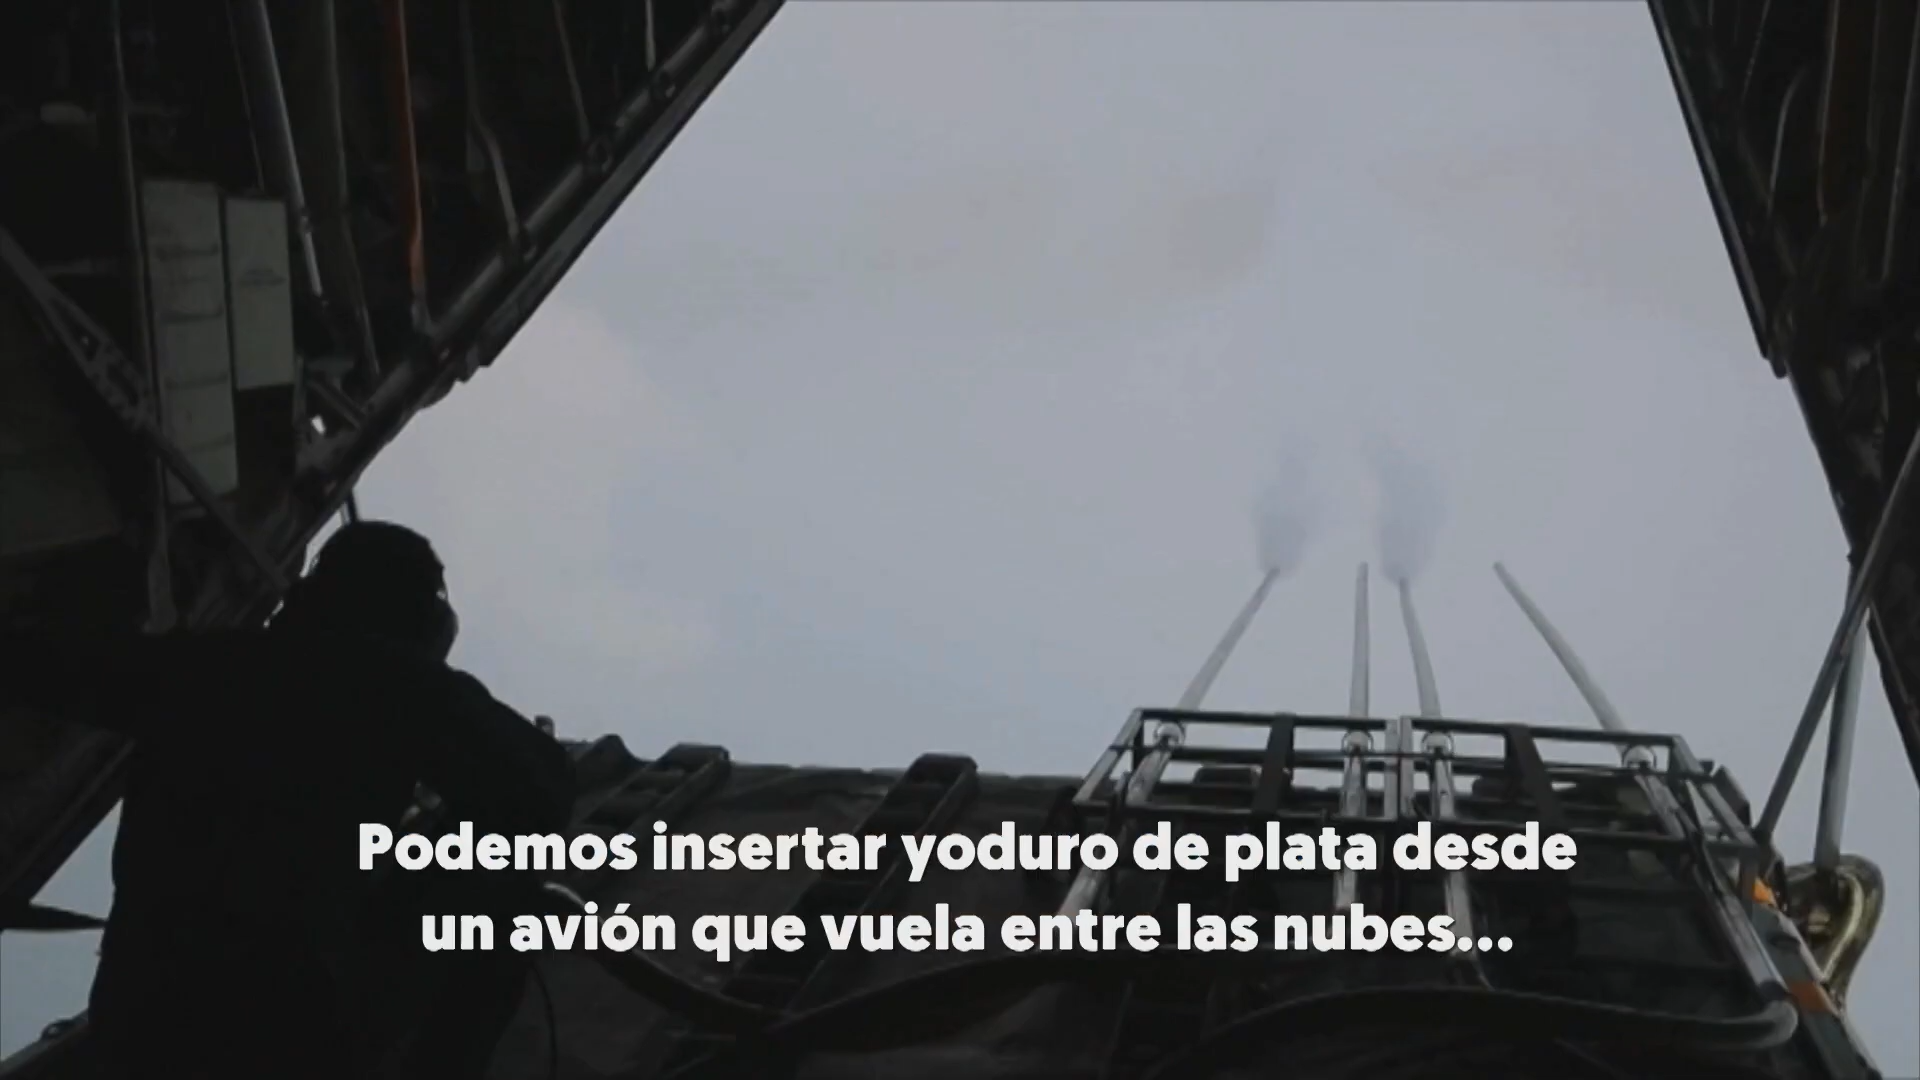 Podemos insertar yoduro de plata desde
un avión que vuela entre las nubes...